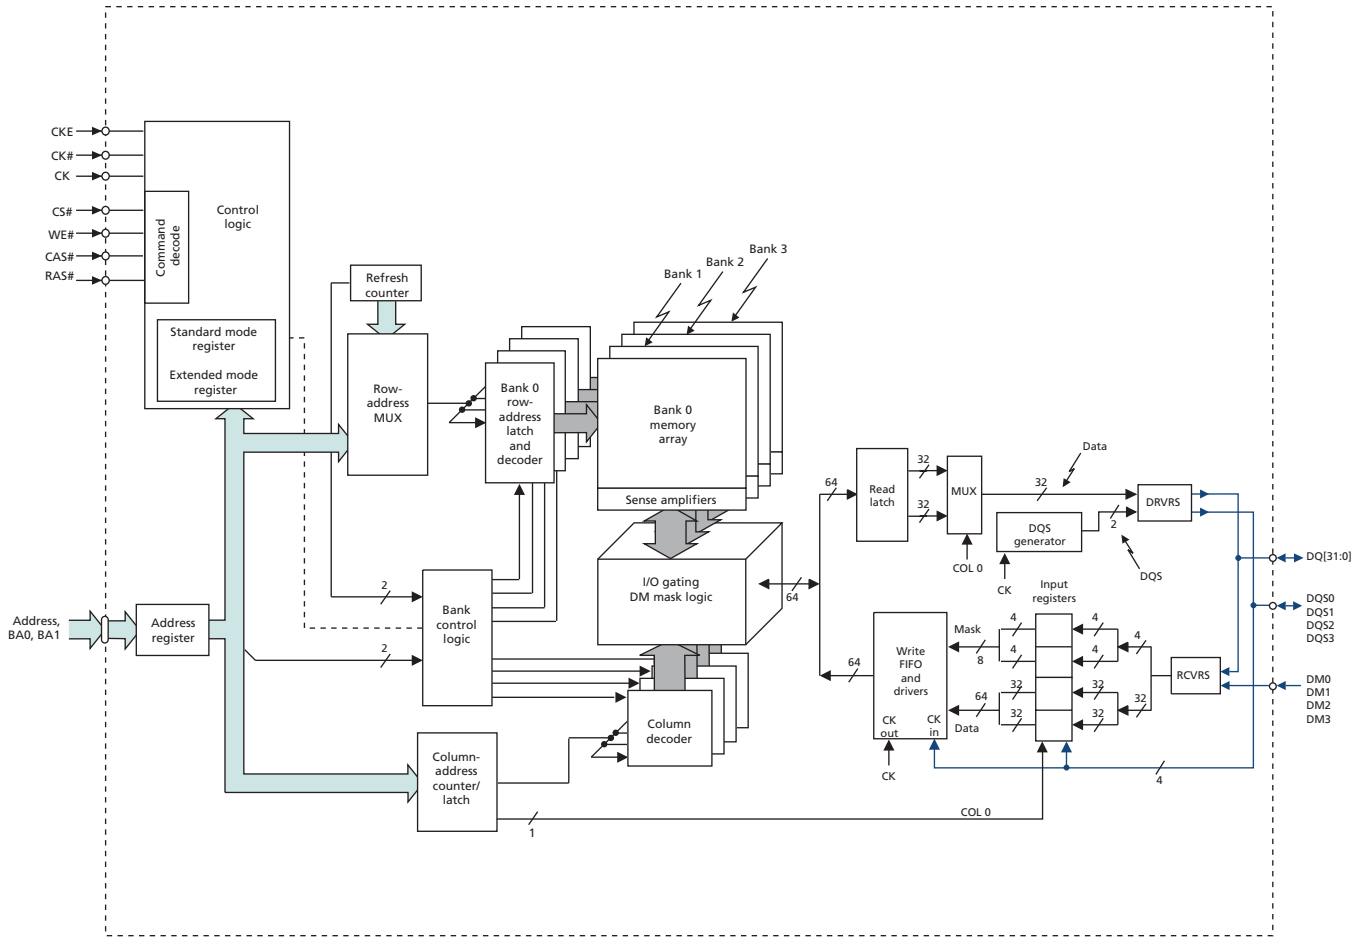 CKE
CK#
CK
CS#
WE#
CAS#
RAS#
Command
decode
Control
logic
Standard mode
register
Extended mode
register
Refresh
counter
Row-
address
MUX
Bank 0
row-
address
latch
and
decoder
Bank 1
Bank 2
Bank 3
Bank 0
memory
array
Sense amplifiers
I/O gating
DM mask logic
Address,
BA0, BA1
Address
register
2
2
Bank
control
logic
Column
decoder
Column-
address
counter/
latch
1
COL 0
64
64
64
Read
latch
32
32
MUX
COL 0
32
Data
DQS
generator
CK
2
DQS
DRVRS
Input
registers
Write
FIFO
and
drivers
CK
out
CK
in
CK
Mask
8
64
Data
4
4
32
32
4
4
32
32
4
32
RCVRS
4
DQ[31:0]
DQS0
DQS1
DQS2
DQS3
DM0
DM1
DM2
DM3